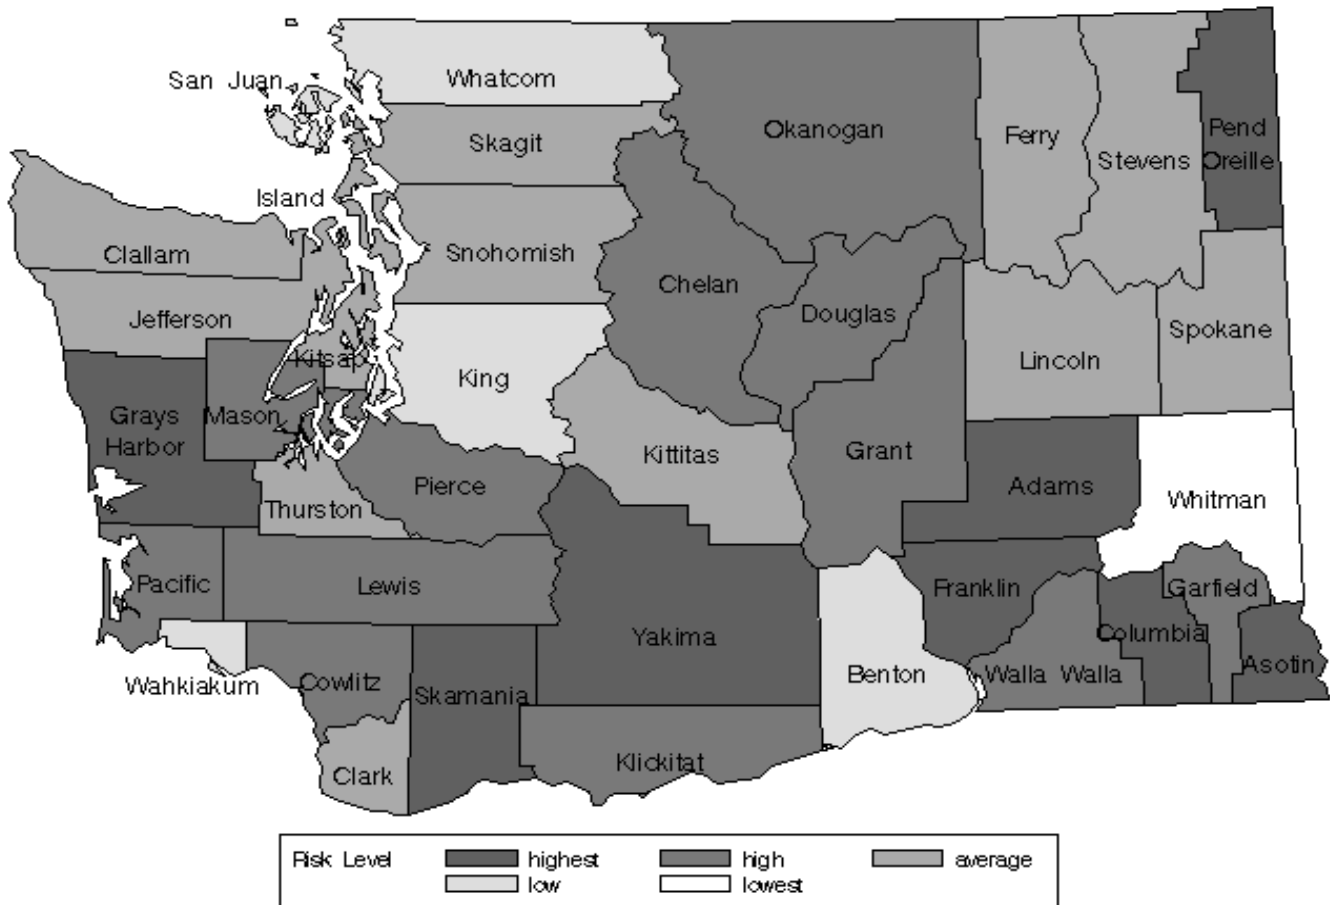 Whatcom
San Juan
Okanogan
Skagit
Ferry
Pend
Oreille
Stevens
Island
Clallam
Snohomish
Chelan
Douglas
Jefferson
Spokane
Kitsap
Lincoln
King
Grays
Harbor
Mason
Kittitas
Grant
Pierce
Adams
Whitman
Thurston
Pacific
Lewis
Franklin
Garfield
Yakima
Columbia
Asotin
Wahkiakum
Cowlitz
Skamania
Benton
Walla Walla
Klickitat
Clark
Risk Level highest high average
low lowest